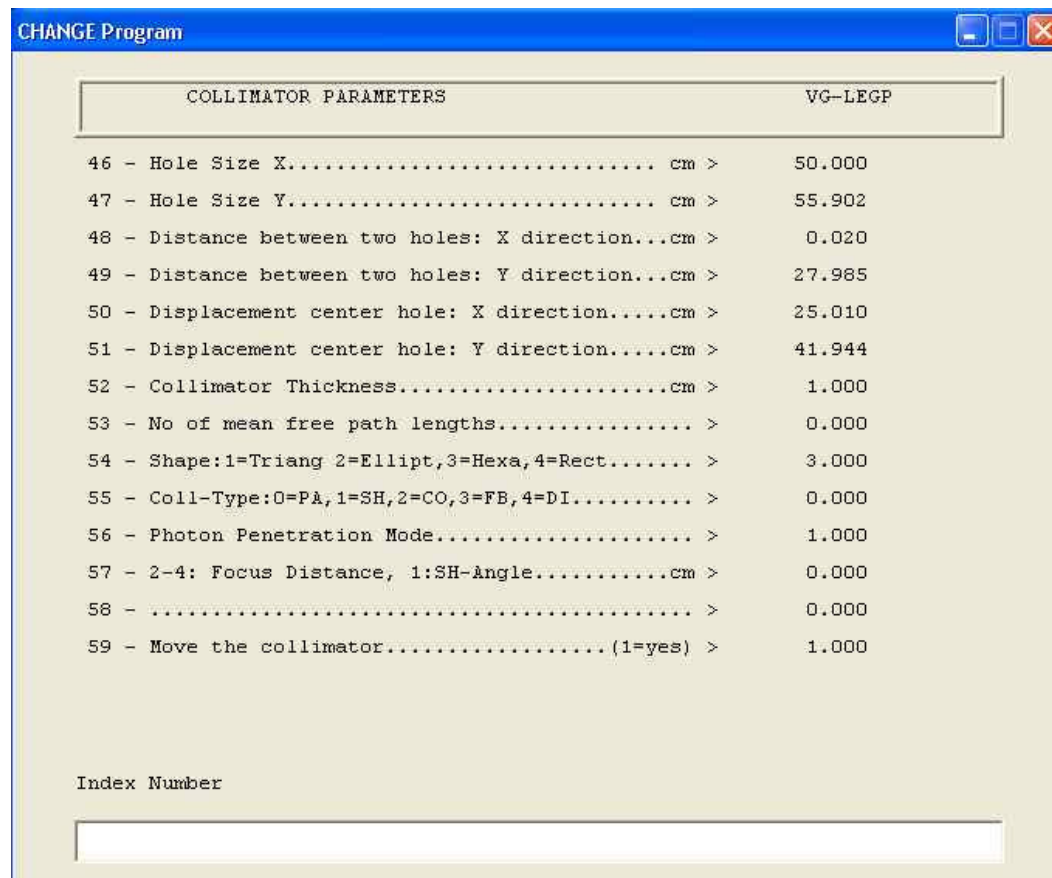 CHANGE Program
COLLIMATOR PARAMETERS VG-LEGP
46 - Hole Size X.............................. cm > 50.000
47 - Hole Size Y.............................. cm > 55.902
48 - Distance between two holes: X direction...cm > 0.020
49 - Distance between two holes: Y direction...cm > 27.985
50 - Displacement center hole: X direction.....cm > 25.010
51 - Displacement center hole: Y direction.....cm > 41.944
52 - Collimator Thickness......................cm > 1.000
53 - No of mean free path lengths................ > 0.000
54 - Shape:1=Triang 2=Ellipt,3=Hexa,4=Rect....... > 3.000
55 - Coll-Type:0=PA,1=SH,2=CO,3=FB,4=DI.......... > 0.000
56 - Photon Penetration Mode..................... > 1.000
57 - 2-4: Focus Distance, 1:SH-Angle...........cm > 0.000
58 - ............................................ > 0.000
59 - Move the collimator..................(1=yes) > 1.000
Index Number